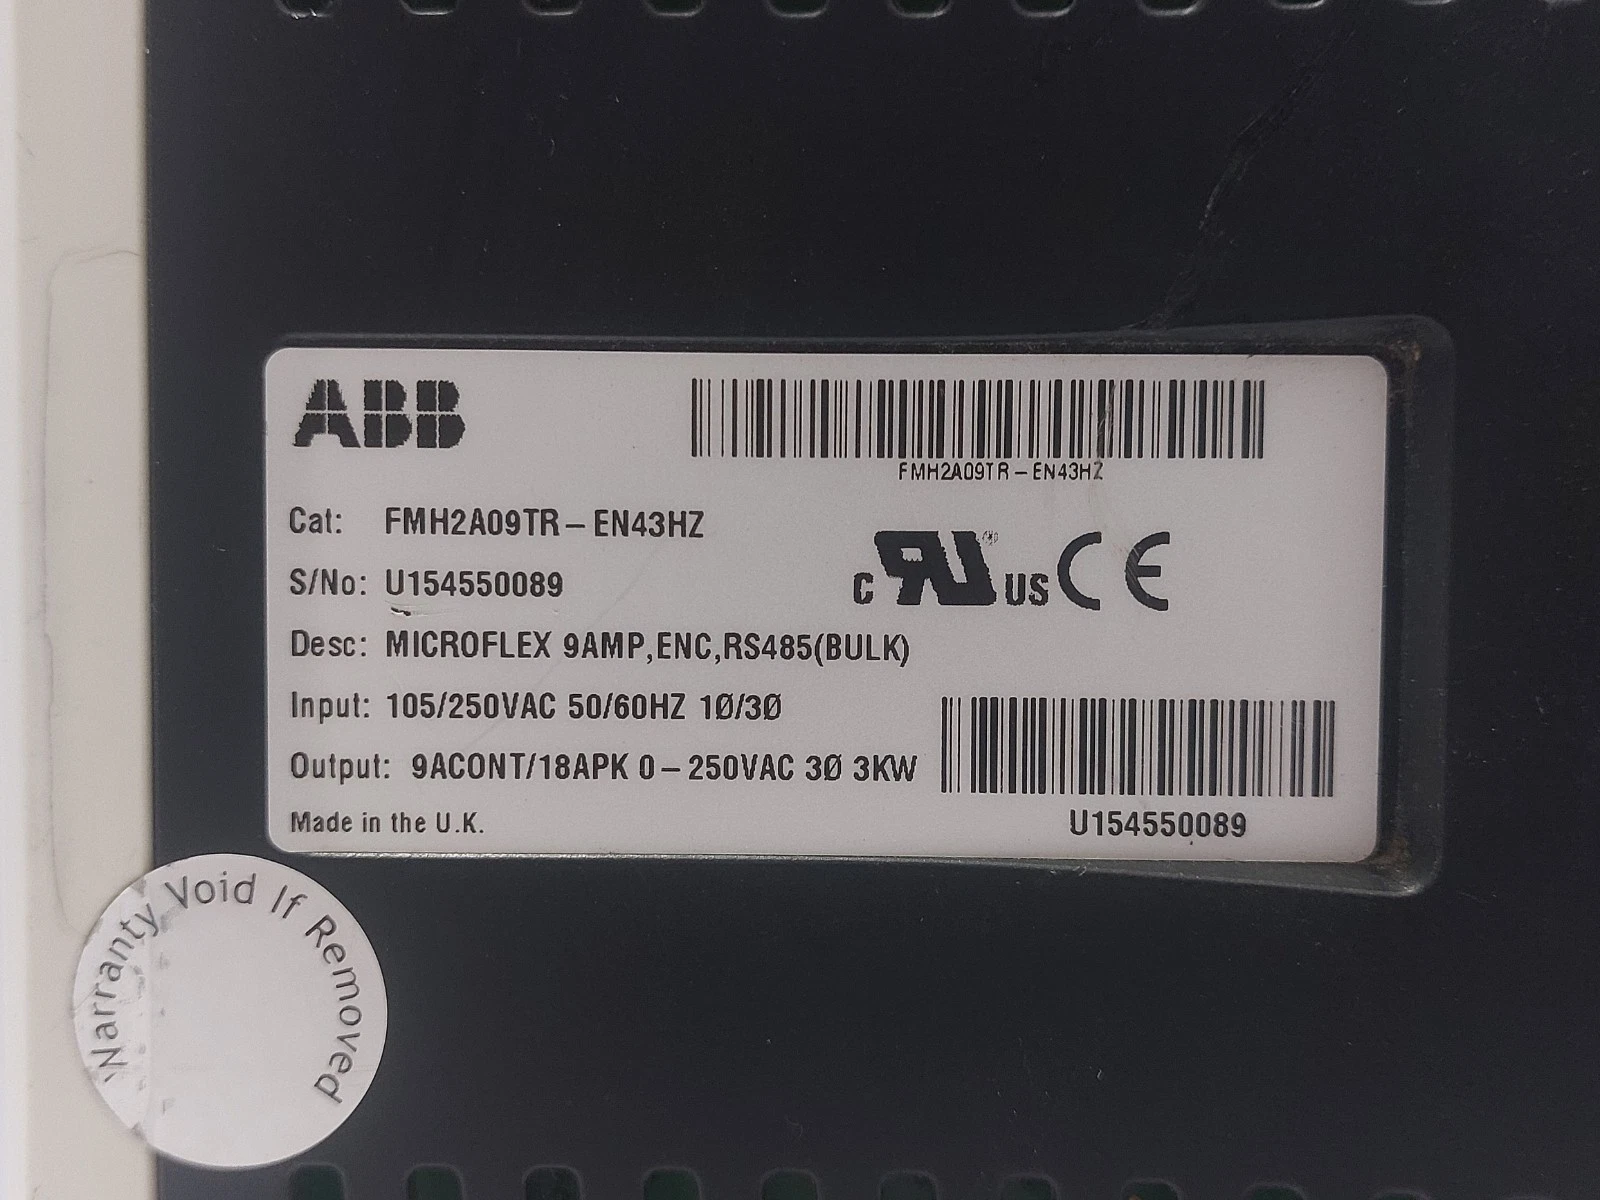 ABB
FMH2A09TR-EN43HZ
Cat: FMH2A09TR-EN43HZ
S/No: U154550089
c RU ® US CE
Desc: MICROFLEX 9AMP,ENC,RS485(BULK)
Input: 105/250VAC 50/60HZ 1Ø/3Ø
Output: 9ACONT/18APK 0-250VAC 3Ø 3KW
Made in the U.K.
U154550089
Warranty Void If Removed